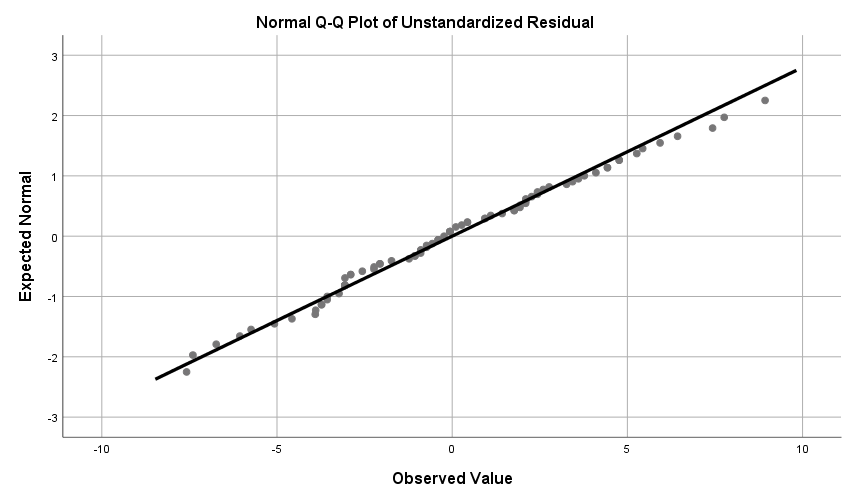 Normal Q-Q Plot of Unstandardized Residual
3
2
1
0
-1
-2
-3
Expected Normal
-10 -5 0 5 10
Observed Value